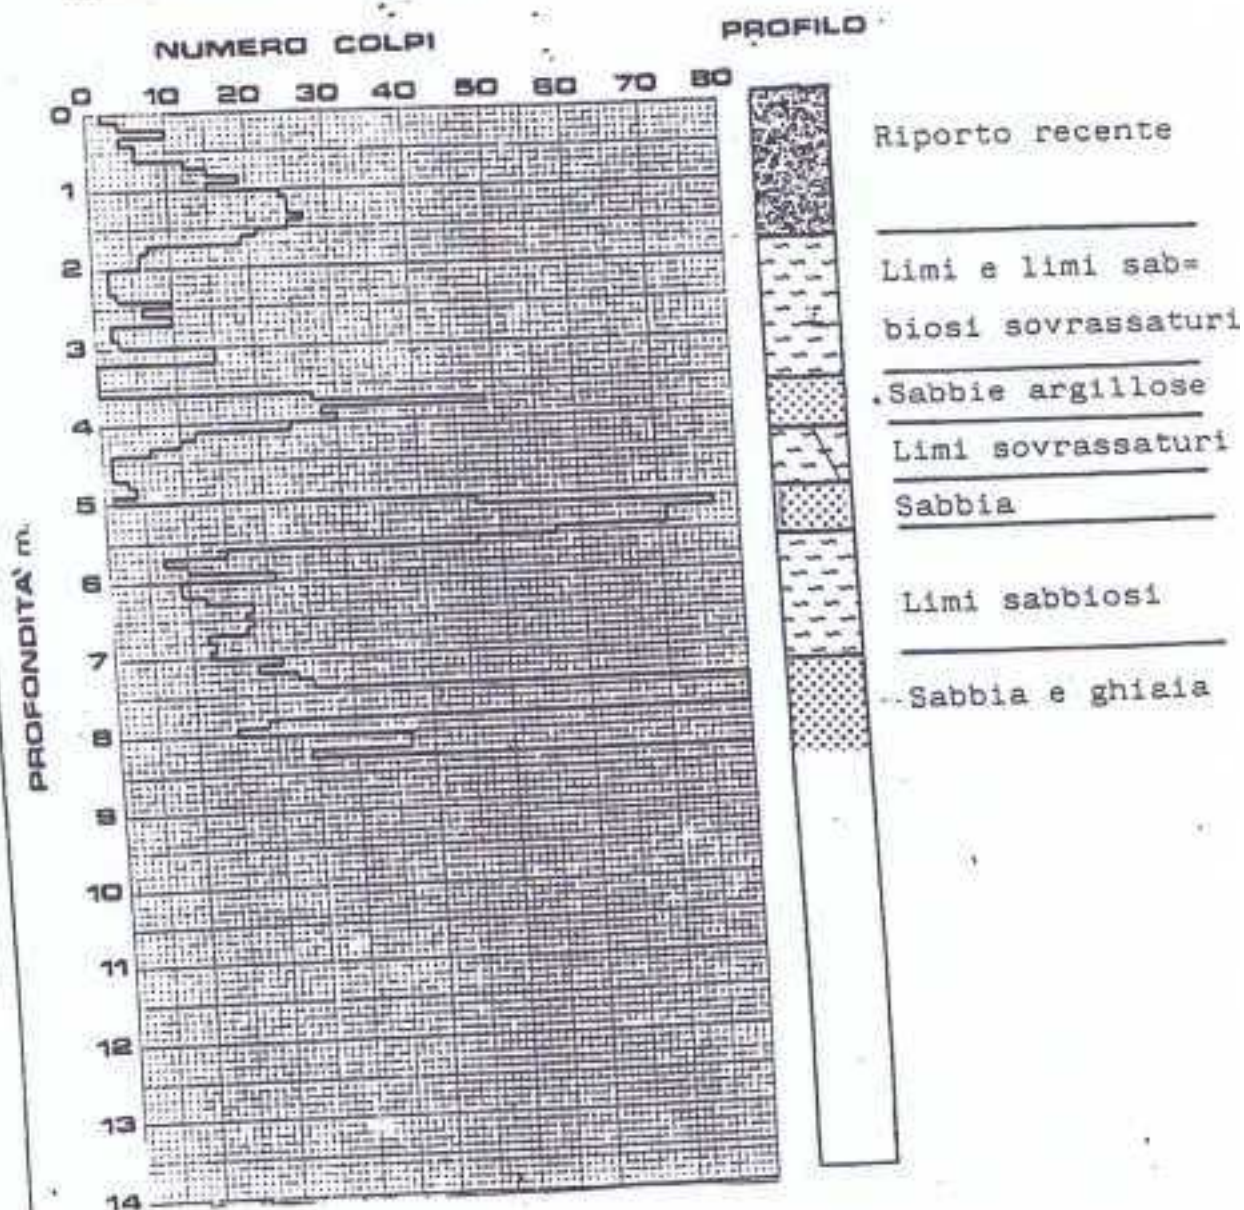 NUMERO COLPI
PROFILO
0 10 20 30 40 50 60 70 80
0
1
2
3
4
5
6
7
8
9
10
11
12
13
14
PROFONDITA' m.
Riporto recente
Limi e limi sab=
biosi sovrassaturi
Sabbie argillose
Limi sovrassaturi
Sabbia
Limi sabbiosi
Sabbia e ghiaia